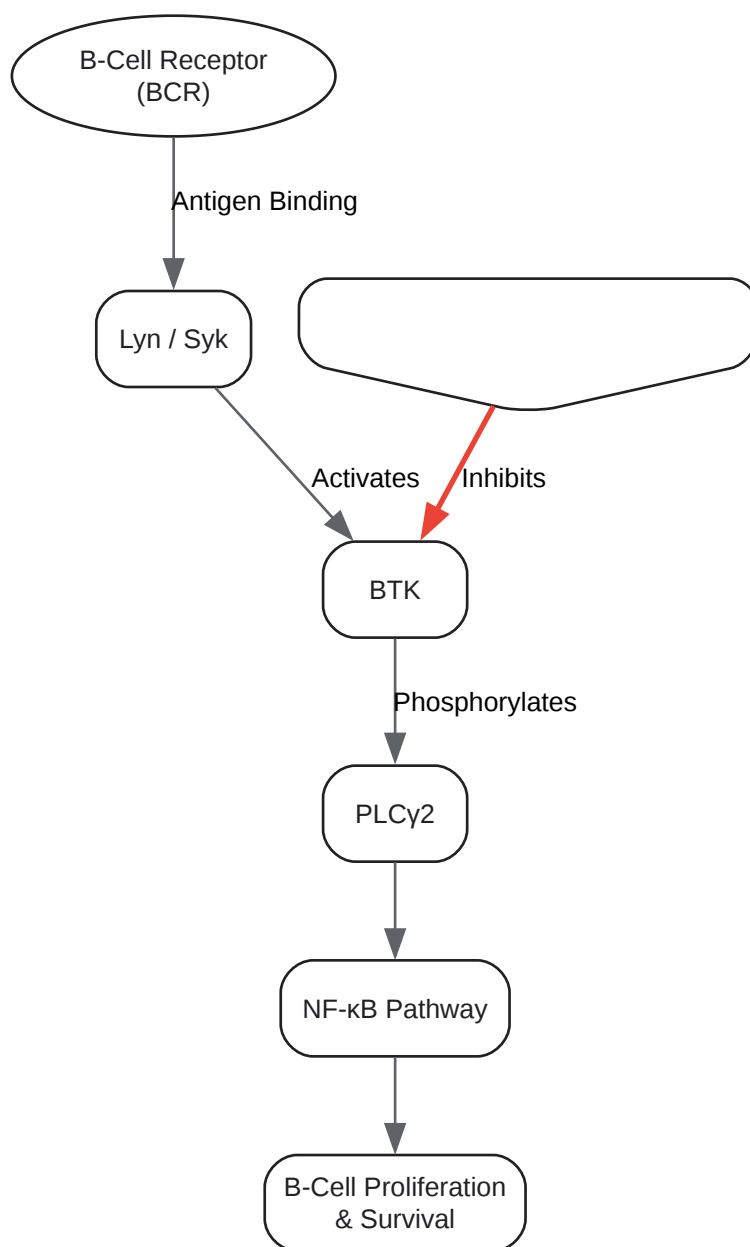 B-Cell Receptor
(BCR)
Antigen Binding
Lyn / Syk
Activates
Inhibits
BTK
Phosphorylates
PLCγ2
NF-κB Pathway
B-Cell Proliferation
& Survival